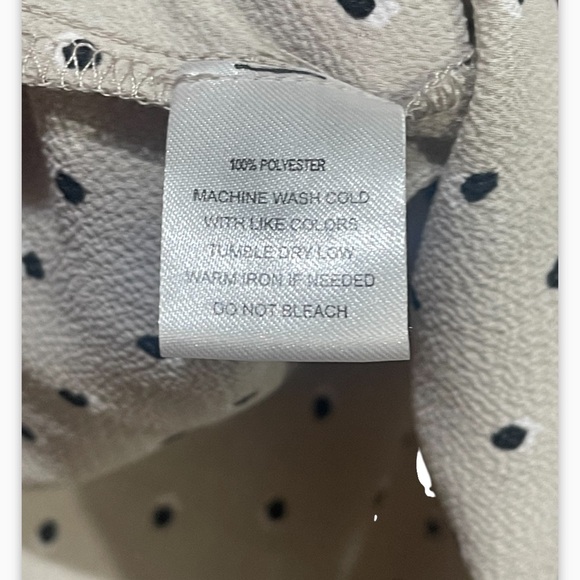 100% POLYESTER
MACHINE WASH COLD
WITH LIKE COLORS
TUMBLE DRY LOW
WARM IRON IF NEEDED
DO NOT BLEACH